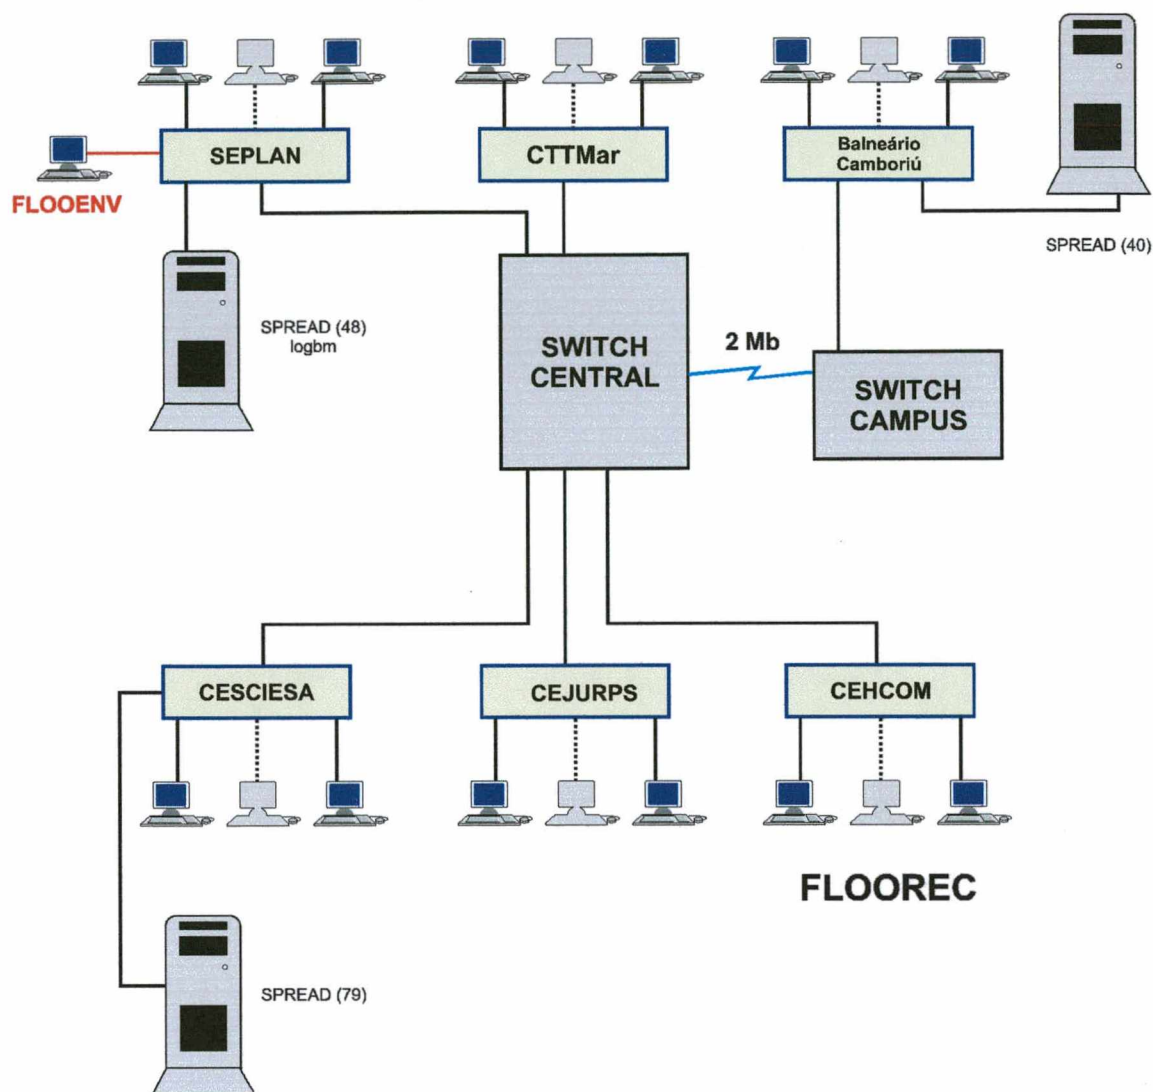 SEPLAN
CTTMar
Balneário
Camboriú
FLOOENV
SPREAD (40)
SPREAD (48)
logbm
SWITCH
CENTRAL
2 Mb
SWITCH
CAMPUS
CESCIESA
CEJURPS
CEHCOM
FLOOREC
SPREAD (79)